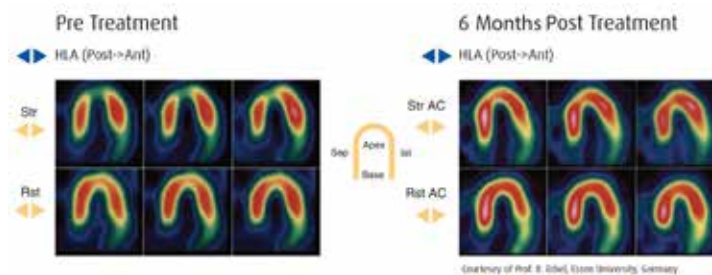 Pre Treatment
HLA (Post->Ant)
Str
Rst
Sep
Apex
lat
Base
6 Months Post Treatment
HLA (Post->Ant)
Str AC
Rst AC
Courtesy of Prof. R. Erbel, Essen University, Germany